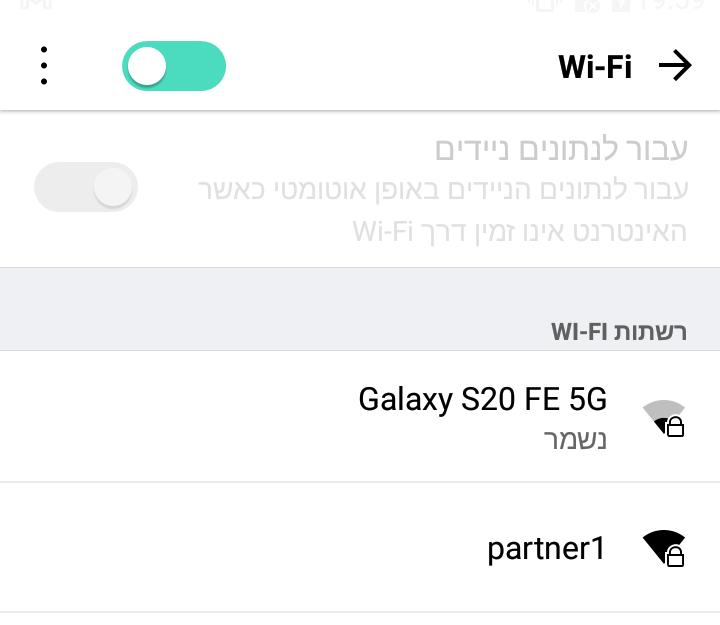 Wi-Fi
עבור לנתונים ניידים
עבור לנתונים הניידים באופן אוטומטי כאשר
האינטרנט אינו זמין דרך Wi-Fi
רשתות WI-FI
Galaxy S20 FE 5G
נשמר
partner1